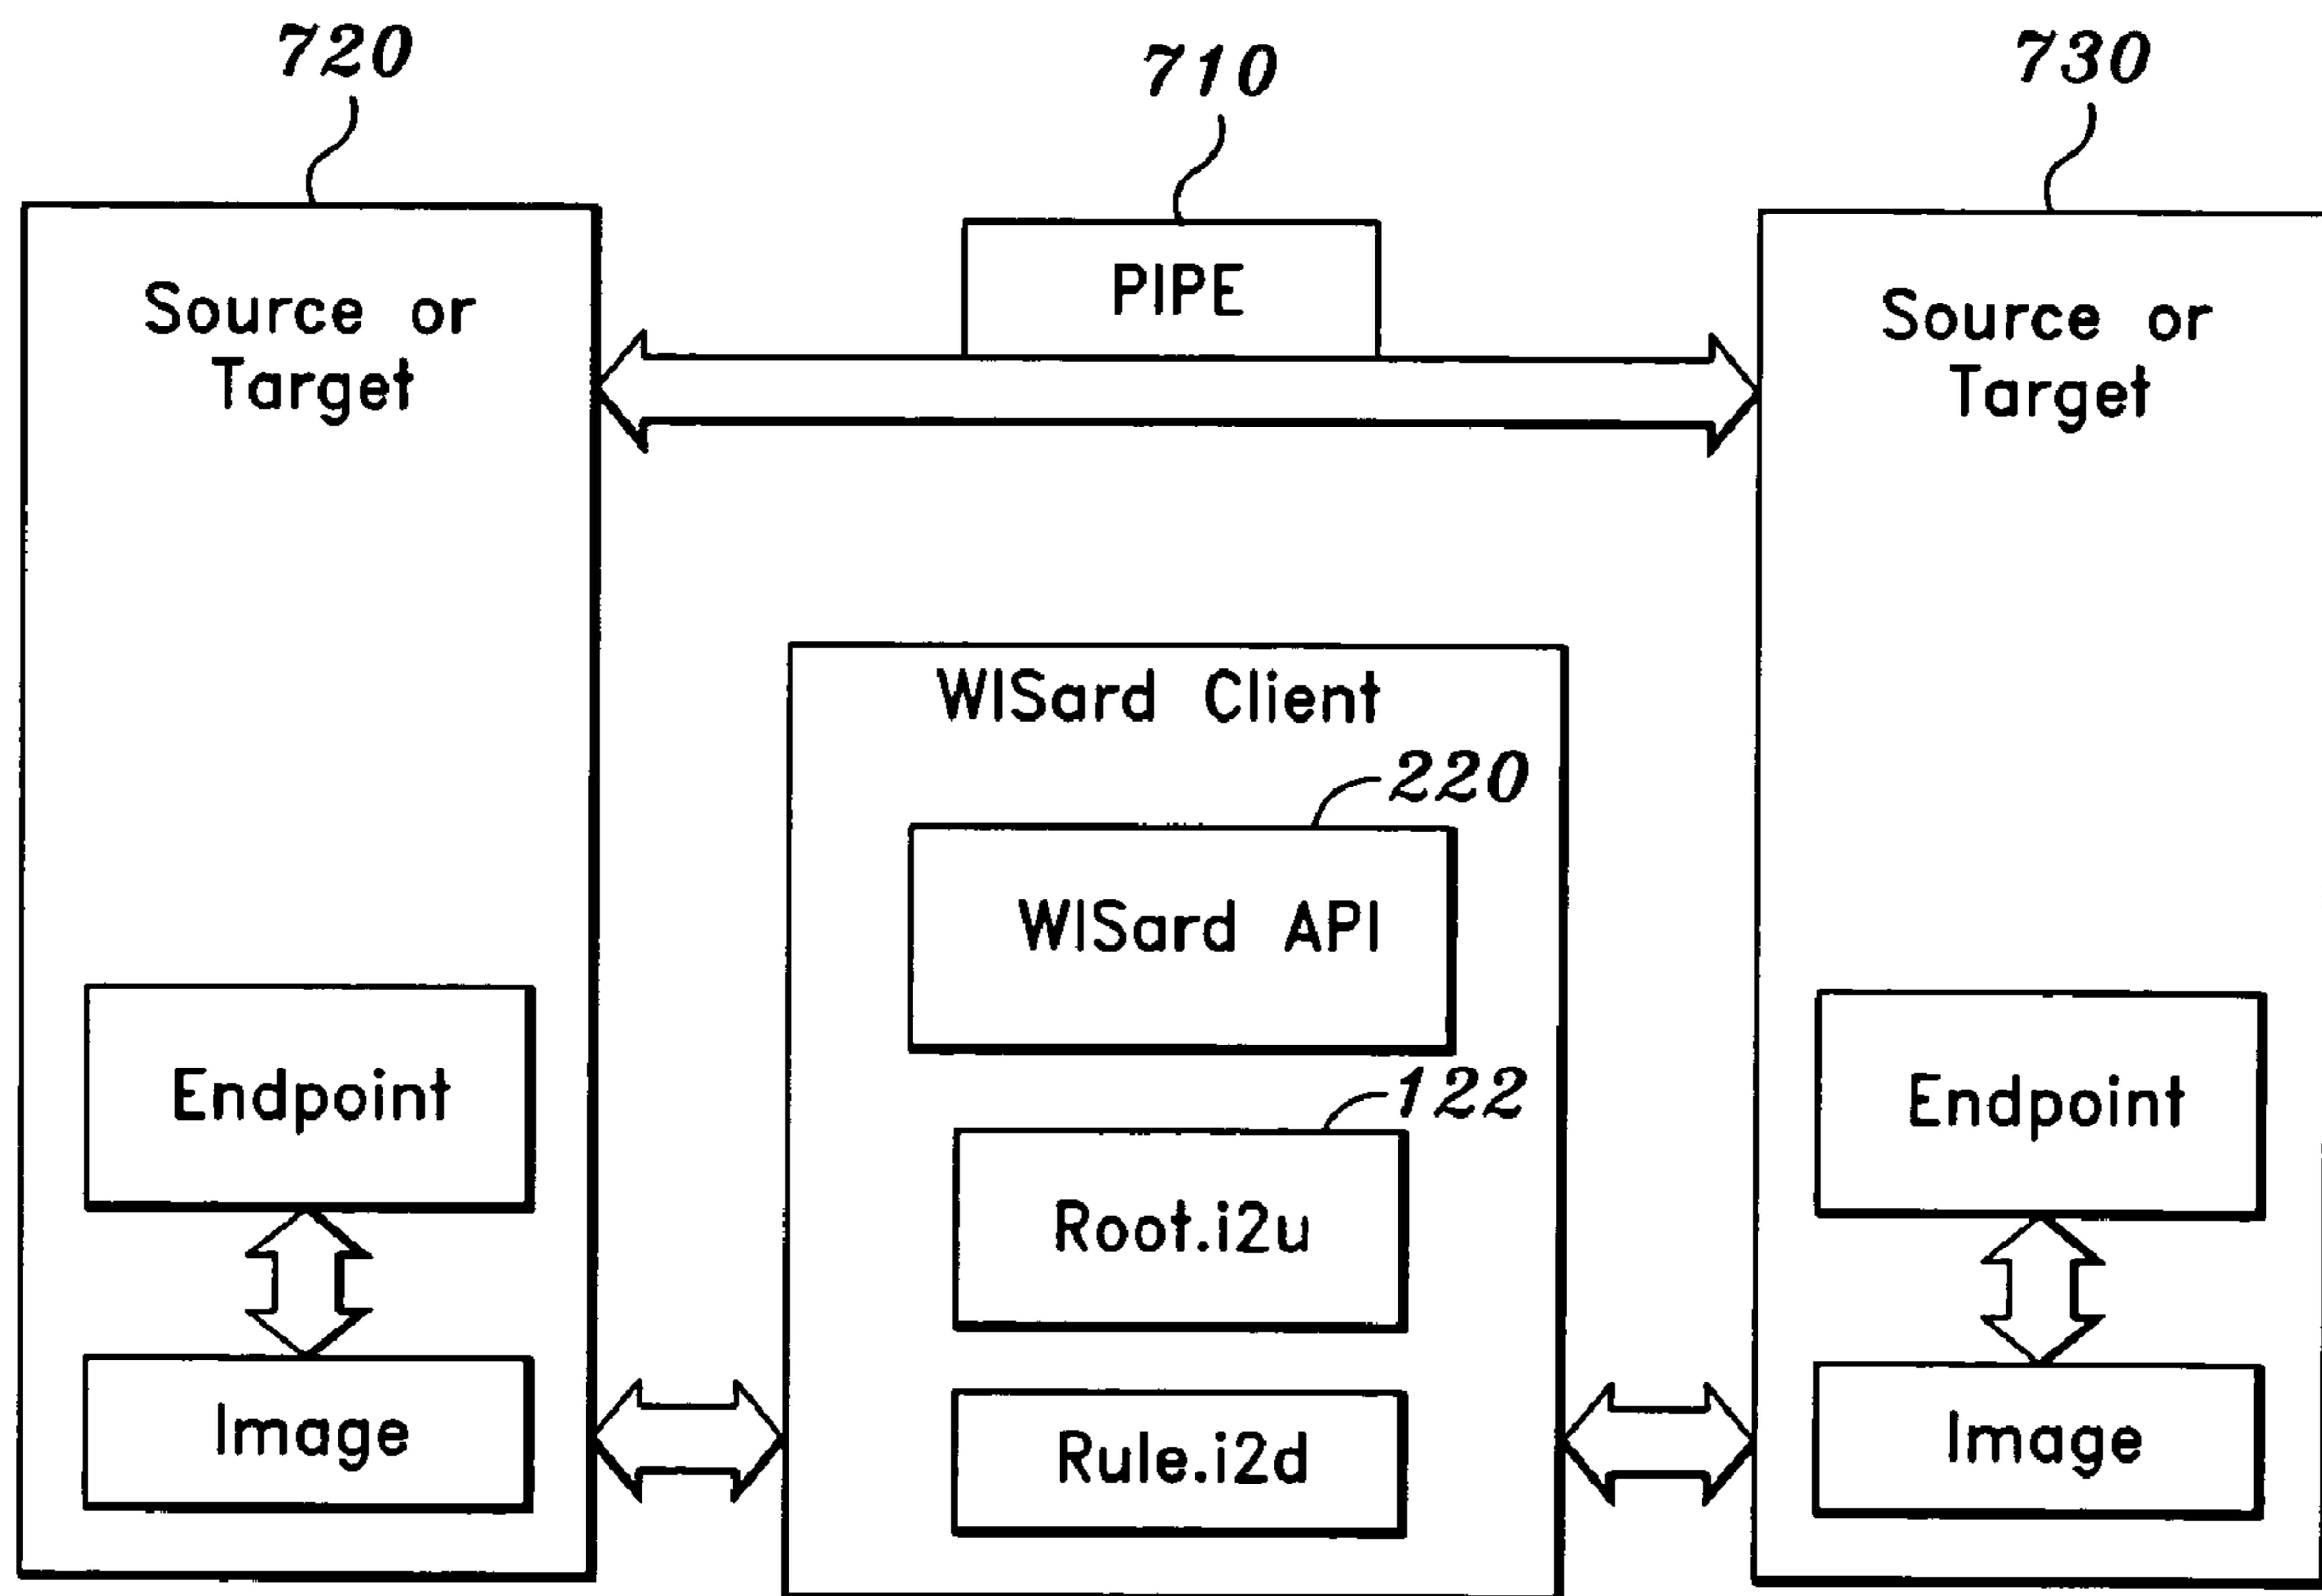 720
710
730
Source or
Target
PIPE
Source or
Target
WISard Client
220
WISard API
122
Endpoint
Root.i2u
Endpoint
Image
Rule.i2d
Image